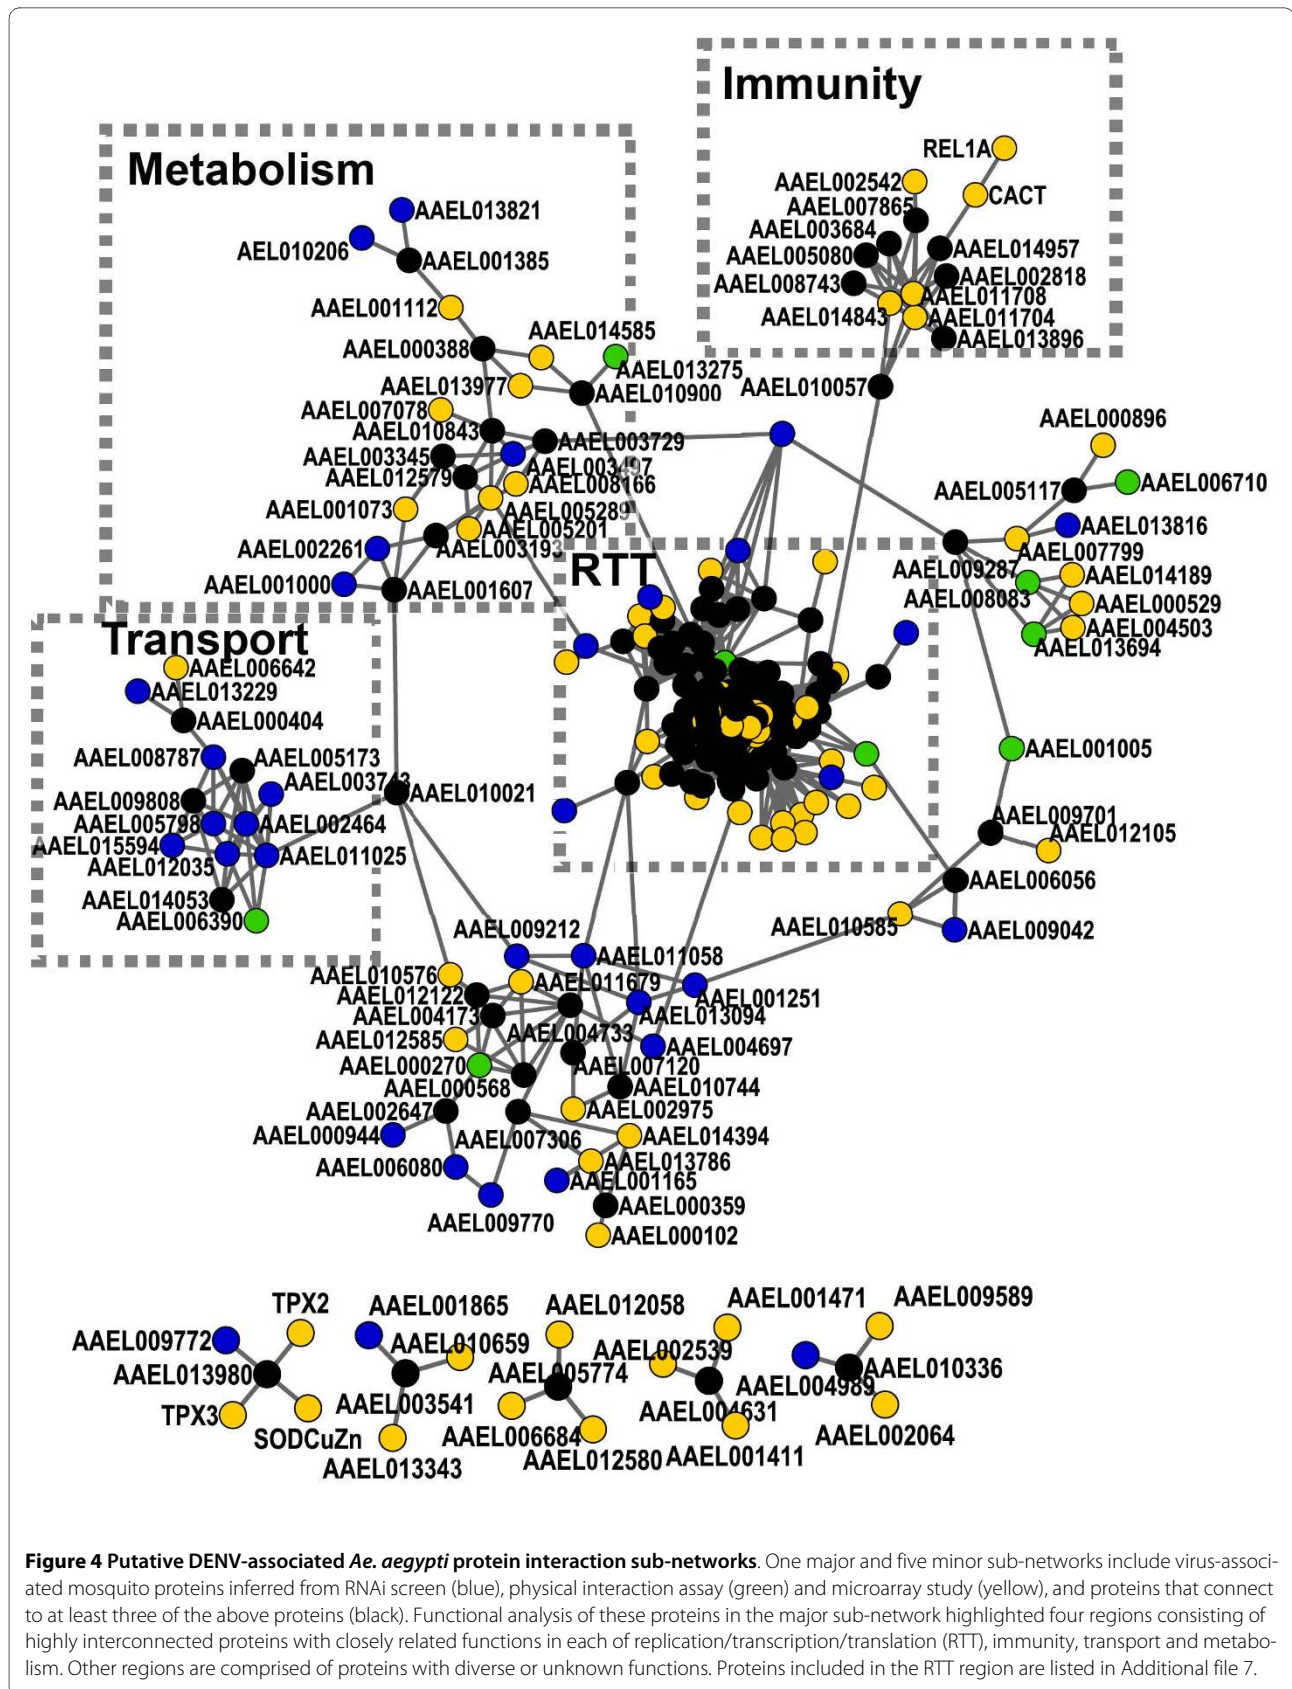 Immunity
REL1A
AAEL002542
CACT
AAEL007865
AAEL003684
AAEL014957
AAEL005080
AAEL002818
AAEL008743
AAEL011708
AAEL014843
AAEL011704
AAEL013896
AAEL010057
Metabolism
AAEL013821
AEL010206
AAEL001385
AAEL001112
AAEL014585
AAEL000388
AAEL013275
AAEL013977
AAEL010900
AAEL007078
AAEL010843
AAEL003729
AAEL003345
AAEL003497
AAEL012579
AAEL008166
AAEL001073
AAEL005289
AAEL005201
AAEL002261
AAEL003193
AAEL001000
AAEL001607
RTT
AAEL000896
AAEL005117
AAEL006710
AAEL013816
AAEL007799
AAEL009287
AAEL014189
AAEL008083
AAEL000529
AAEL004503
AAEL013694
AAEL001005
AAEL009701
AAEL012105
AAEL006056
AAEL010585
AAEL009042
Transport
AAEL006642
AAEL013229
AAEL000404
AAEL008787
AAEL005173
AAEL003743
AAEL009808
AAEL010021
AAEL005798
AAEL002464
AAEL015594
AAEL012035
AAEL011025
AAEL014053
AAEL006390
AAEL009212
AAEL011058
AAEL010576
AAEL011679
AAEL012122
AAEL001251
AAEL004173
AAEL013094
AAEL012585
AAEL004733
AAEL004697
AAEL000270
AAEL007120
AAEL000568
AAEL010744
AAEL002647
AAEL002975
AAEL000944
AAEL007306
AAEL014394
AAEL006080
AAEL013786
AAEL001165
AAEL000359
AAEL009770
AAEL000102
TPX2
AAEL009772
AAEL013980
TPX3
SODCuZn
AAEL001865
AAEL010659
AAEL003541
AAEL013343
AAEL012058
AAEL005774
AAEL006684
AAEL012580
AAEL001471
AAEL002539
AAEL004631
AAEL001411
AAEL009589
AAEL010336
AAEL004989
AAEL002064
Figure 4 Putative DENV-associated Ae. aegypti protein interaction sub-networks. One major and five minor sub-networks include virus-associ-
ated mosquito proteins inferred from RNAi screen (blue), physical interaction assay (green) and microarray study (yellow), and proteins that connect
to at least three of the above proteins (black). Functional analysis of these proteins in the major sub-network highlighted four regions consisting of
highly interconnected proteins with closely related functions in each of replication/transcription/translation (RTT), immunity, transport and metabo-
lism. Other regions are comprised of proteins with diverse or unknown functions. Proteins included in the RTT region are listed in Additional file 7.